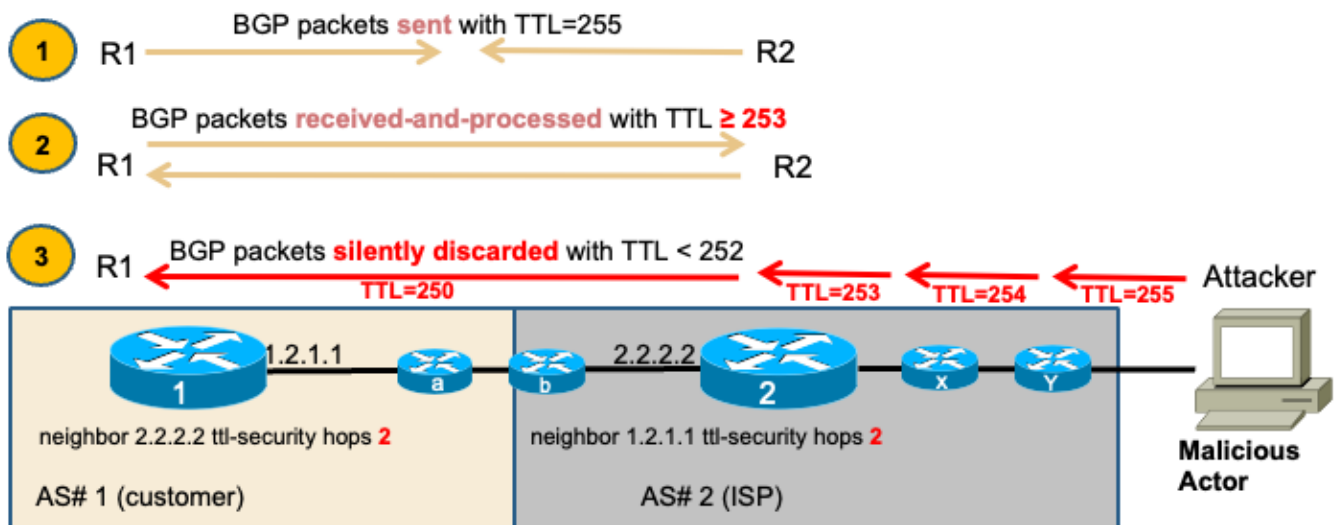 1
R1
BGP packets sent with TTL=255
R2
2
BGP packets received-and-processed with TTL ≥ 253
R1
R2
3
R1
BGP packets silently discarded with TTL < 252
TTL=250
TTL=253
TTL=254
TTL=255
Attacker
1.2.1.1
2.2.2.2
1
a
b
2
X
Y
neighbor 2.2.2.2 ttl-security hops 2
neighbor 1.2.1.1 ttl-security hops 2
Malicious
Actor
AS# 1 (customer)
AS# 2 (ISP)